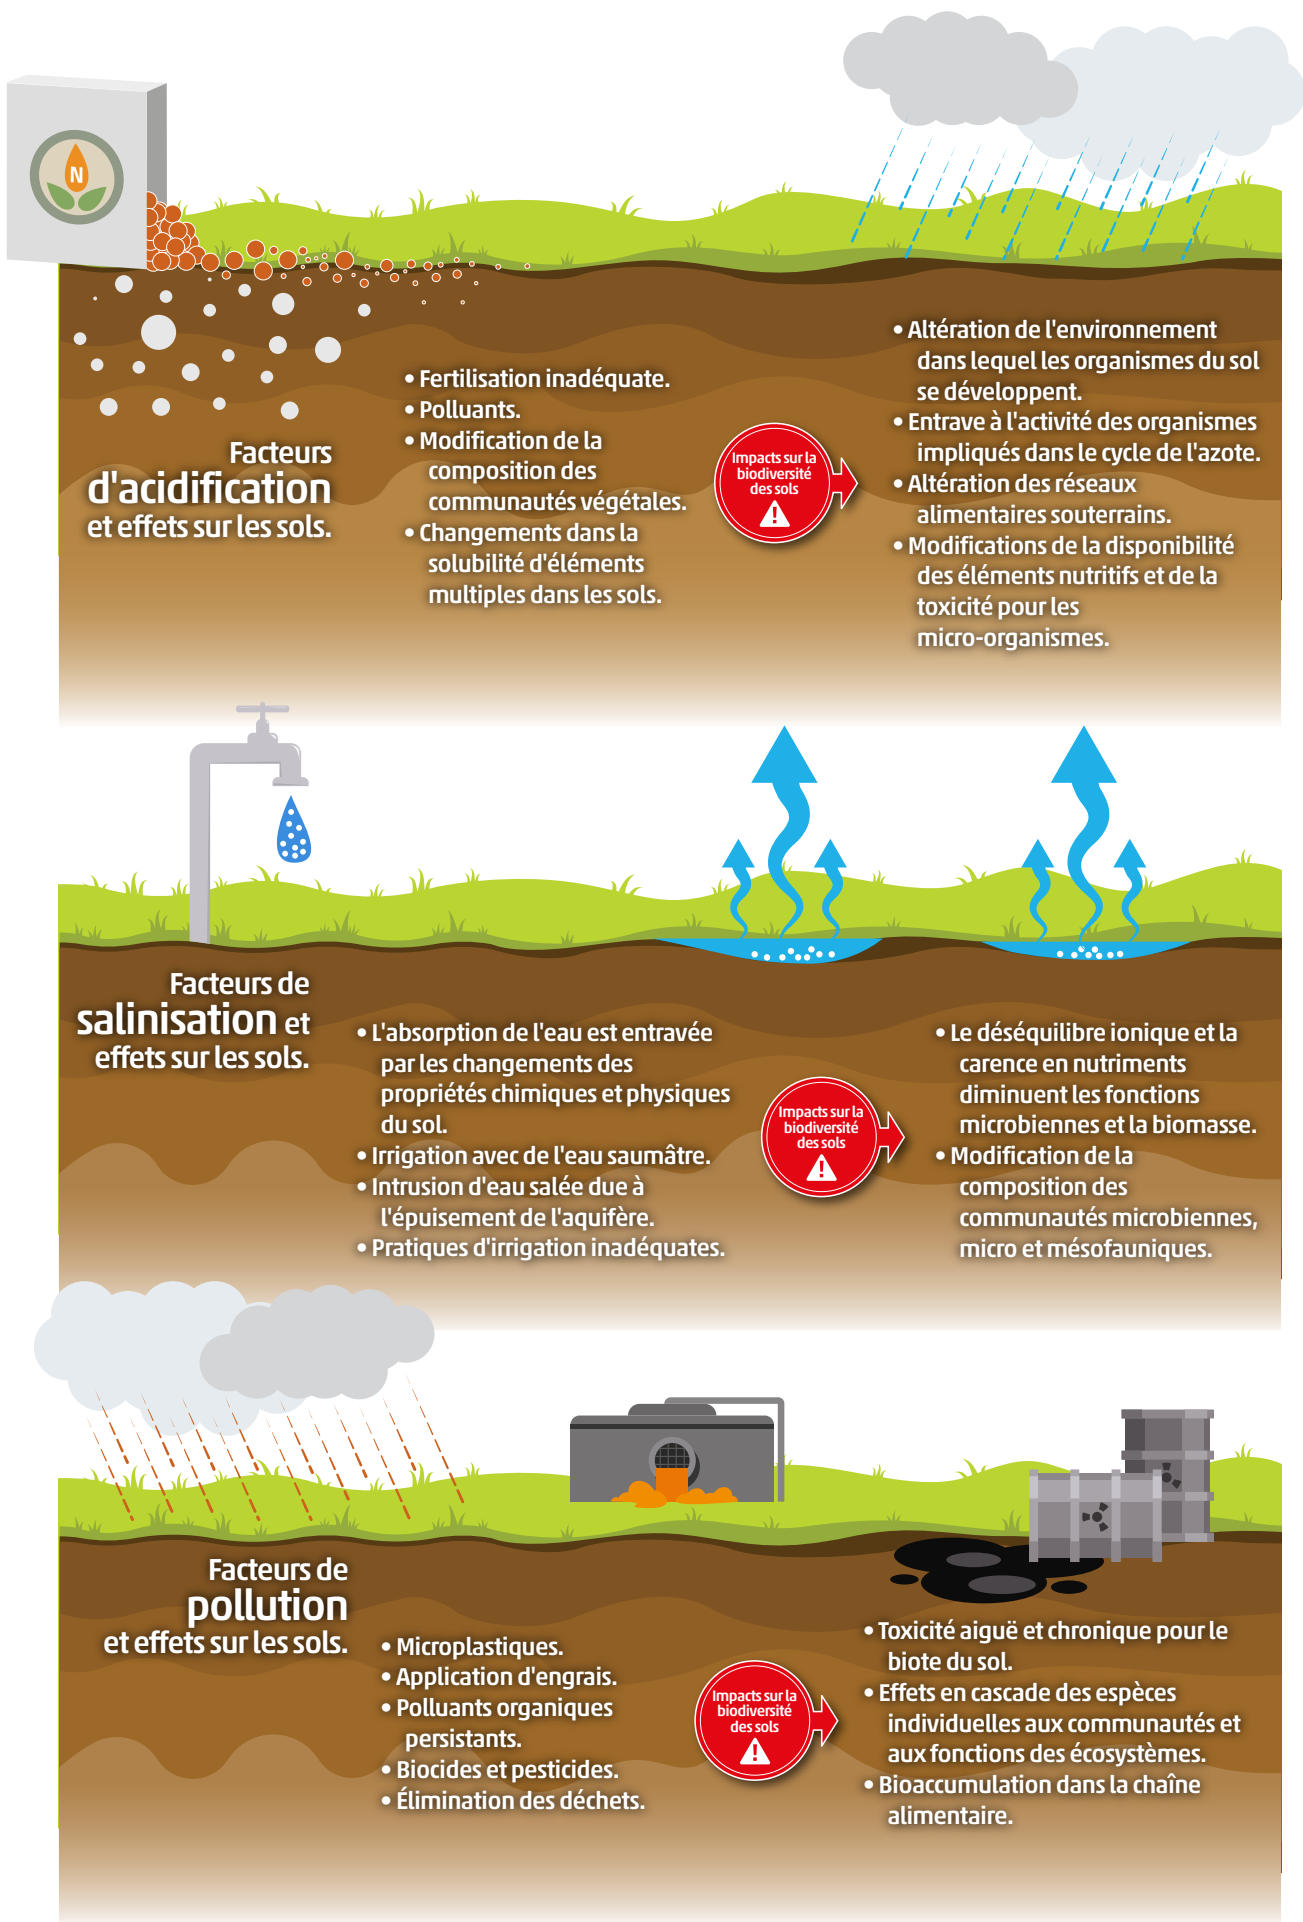 N
Facteurs
d'acidification
et effets sur les sols.
• Fertilisation inadéquate.
• Polluants.
• Modification de la
composition des
communautés végétales.
• Changements dans la
solubilité d'éléments
multiples dans les sols.
Impacts sur la
biodiversité
des sols
• Altération de l'environnement
dans lequel les organismes du sol
se développent.
• Entrave à l'activité des organismes
impliqués dans le cycle de l'azote.
• Altération des réseaux
alimentaires souterrains.
• Modifications de la disponibilité
des éléments nutritifs et de la
toxicité pour les
micro-organismes.
Facteurs de
salinisation et
effets sur les sols.
• L'absorption de l'eau est entravée
par les changements des
propriétés chimiques et physiques
du sol.
• Irrigation avec de l'eau saumâtre.
• Intrusion d'eau salée due à
l'épuisement de l'aquifère.
• Pratiques d'irrigation inadéquates.
Impacts sur la
biodiversité
des sols
• Le déséquilibre ionique et la
carence en nutriments
diminuent les fonctions
microbiennes et la biomasse.
• Modification de la
composition des
communautés microbiennes,
micro et mésofauniques.
Facteurs de
pollution
et effets sur les sols.
• Microplastiques.
• Application d'engrais.
• Polluants organiques
persistants.
• Biocides et pesticides.
• Élimination des déchets.
Impacts sur la
biodiversité
des sols
• Toxicité aiguë et chronique pour le
biote du sol.
• Effets en cascade des espèces
individuelles aux communautés et
aux fonctions des écosystèmes.
• Bioaccumulation dans la chaîne
alimentaire.